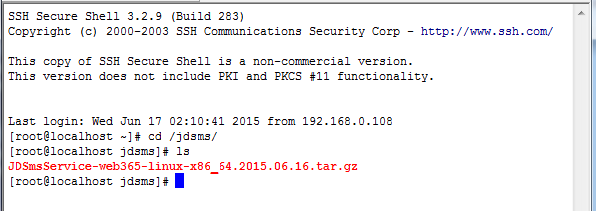 SSH Secure Shell 3.2.9 (Build 283)
Copyright (c) 2000-2003 SSH Communications Security Corp - http://www.ssh.com/
This copy of SSH Secure Shell is a non-commercial version.
This version does not include PKI and PKCS #11 functionality.
Last login: Wed Jun 17 02:10:41 2015 from 192.168.0.108
[root@localhost ~]# cd /jdsms/
[root@localhost jdsms]# ls
JDSmsService-web365-linux-x86_64.2015.06.16.tar.gz
[root@localhost jdsms]#